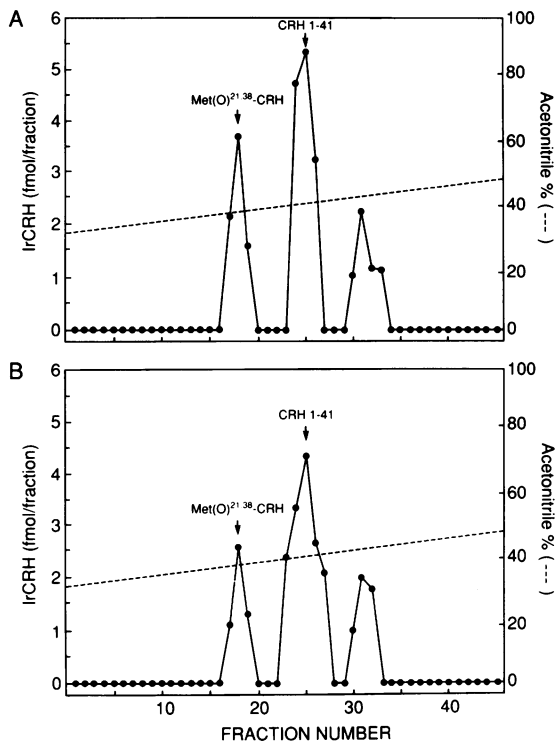 A
CRH 1-41
Met(O)21.38-CRH
IrCRH (fmol/fraction)
6
5
4
3
2
1
0
100
80
60
40
20
0
Acetonitrile % (---)
B
CRH 1-41
Met(O)21.38-CRH
IrCRH (fmol/fraction)
6
5
4
3
2
1
0
100
80
60
40
20
0
Acetonitrile % (---)
10 20 30 40
FRACTION NUMBER